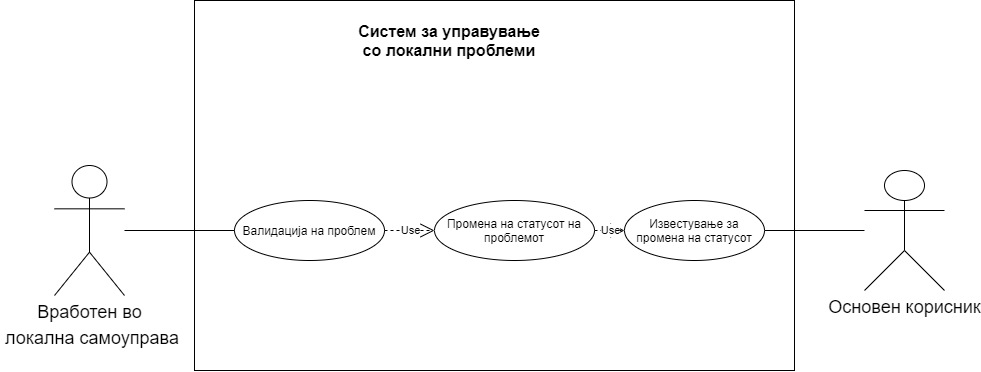 Систем за управување
со локални проблеми
Валидација на проблем
Use
Промена на статусот на
проблемот
Use
Известување за
промена на статусот
Вработен во
локална самоуправа
Основен корисник